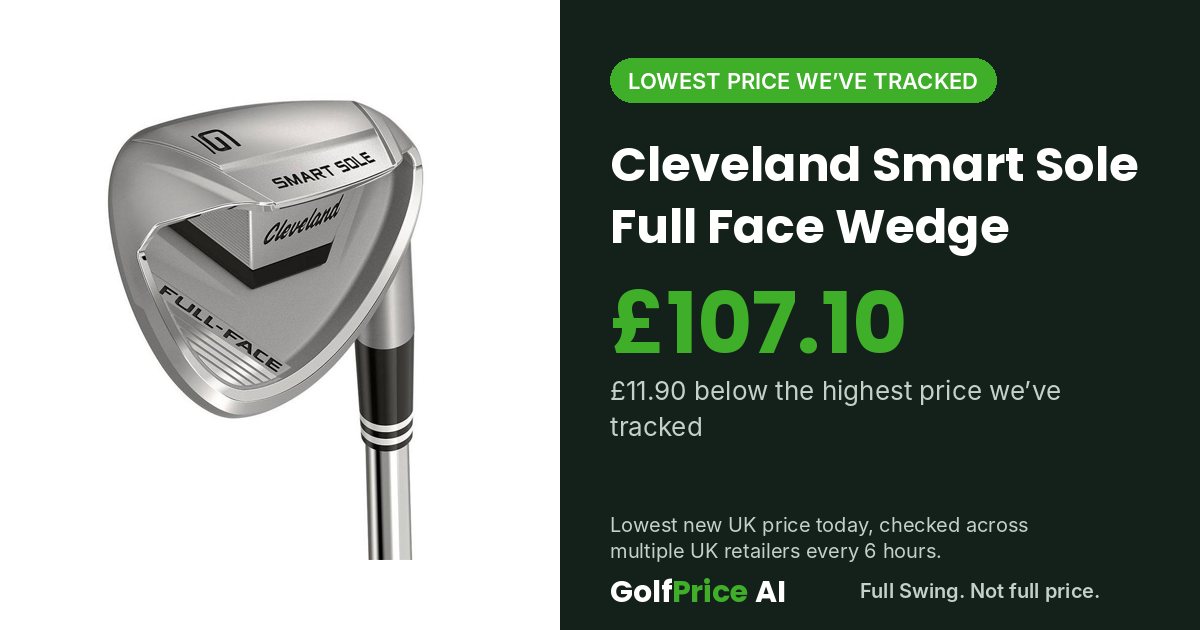 G
SMART SOLE
Cleveland
FULL-FACE
LOWEST PRICE WE’VE TRACKED
Cleveland Smart Sole
Full Face Wedge
£107.10
£11.90 below the highest price we’ve
tracked
Lowest new UK price today, checked across
multiple UK retailers every 6 hours.
GolfPrice AI
Full Swing. Not full price.